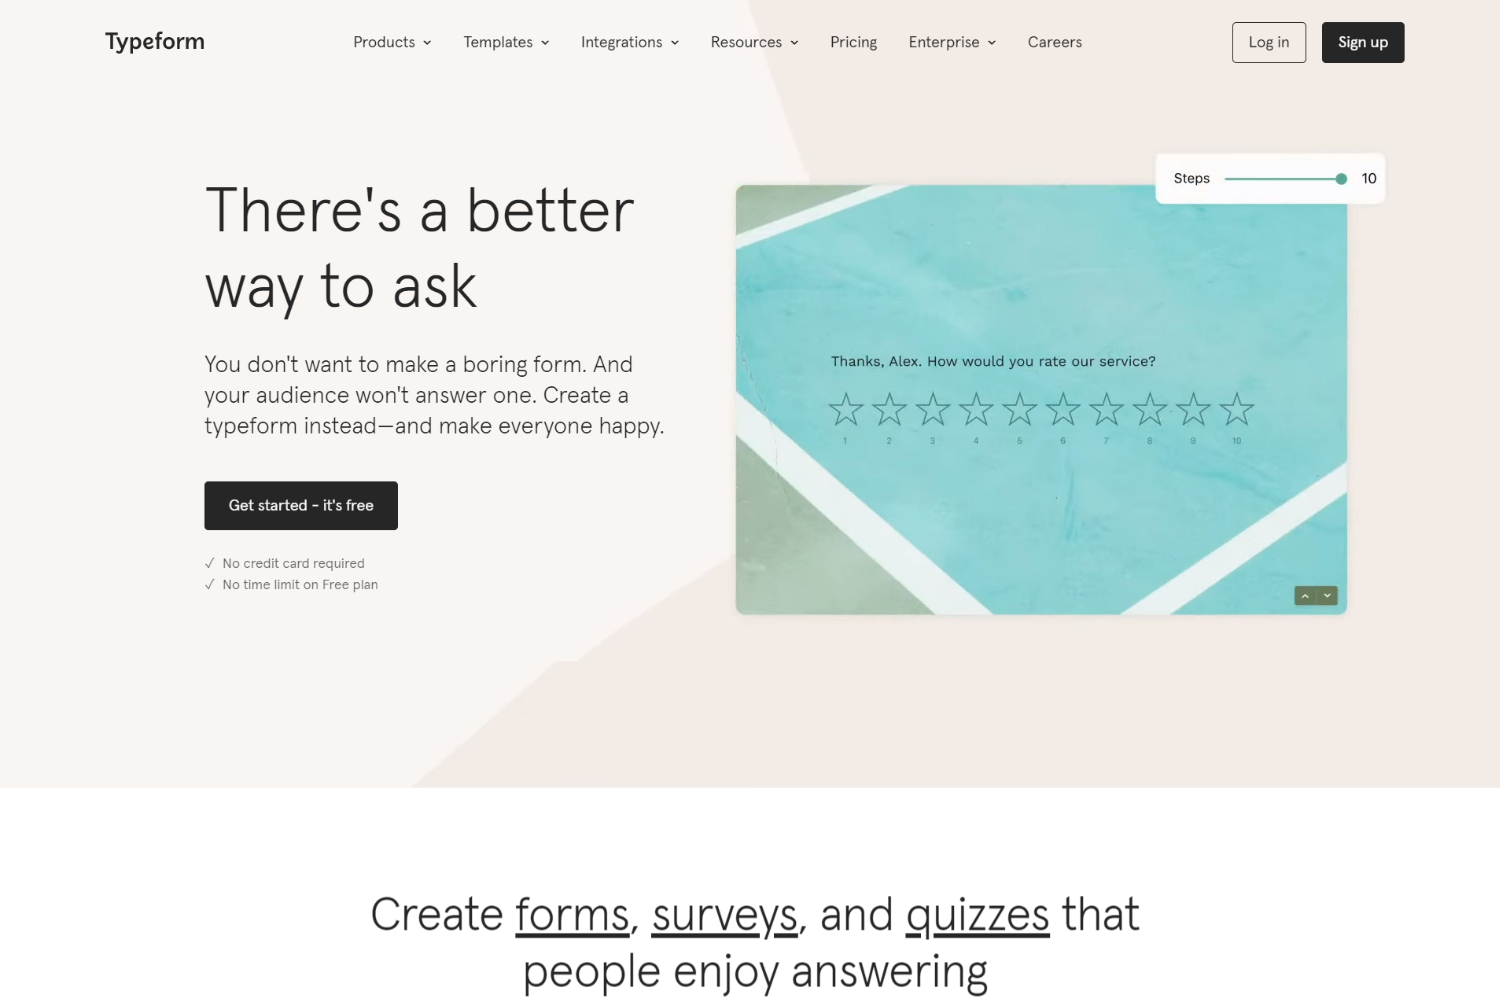 Typeform
Products
Templates
Integrations
Resources
Pricing
Enterprise
Careers
Log in
Sign up
There's a better
way to ask
You don't want to make a boring form. And
your audience won't answer one. Create a
typeform instead—and make everyone happy.
Get started - it's free
✓ No credit card required
✓ No time limit on Free plan
Steps 10
Thanks, Alex. How would you rate our service?
1 2 3 4 5 6 7 8 9 10
Create forms, surveys, and quizzes that
people enjoy answering